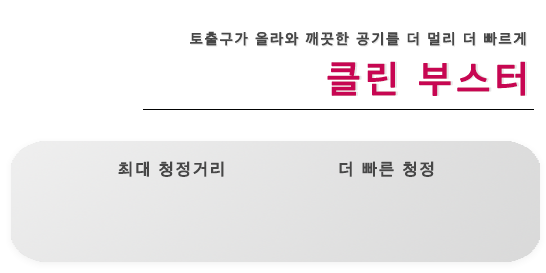 토출구가 올라와 깨끗한 공기를 더 멀리 더 빠르게
클린 부스터
최대 청정거리 더 빠른 청정